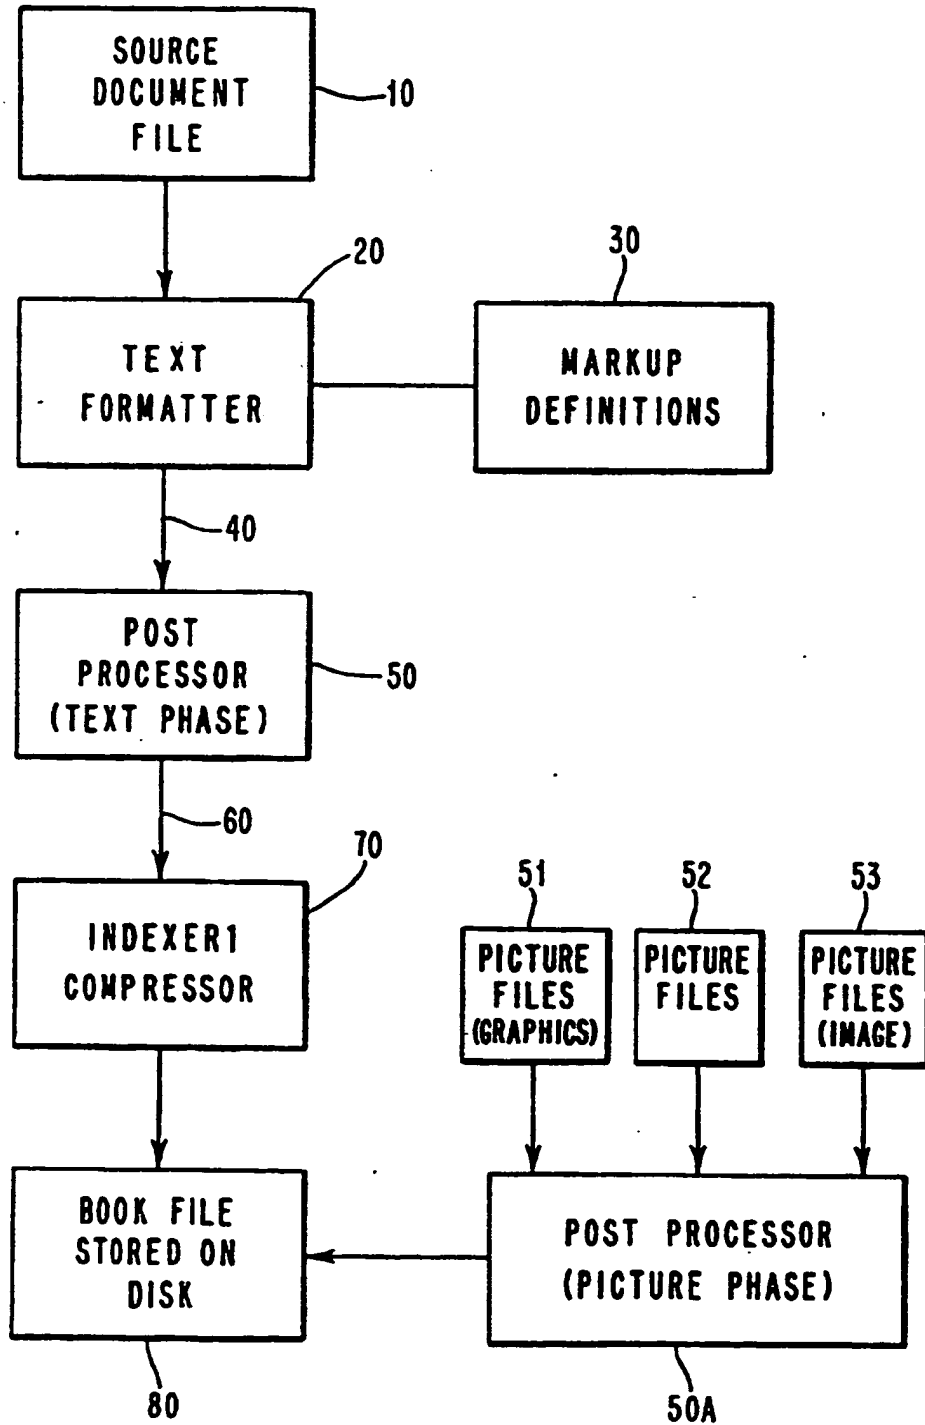 SOURCE
DOCUMENT
FILE
10
20
TEXT
FORMATTER
30
MARKUP
DEFINITIONS
40
POST
PROCESSOR
(TEXT PHASE)
50
60
70
INDEXER1
COMPRESSOR
51
PICTURE
FILES
(GRAPHICS)
52
PICTURE
FILES
53
PICTURE
FILES
(IMAGE)
BOOK FILE
STORED ON
DISK
80
POST PROCESSOR
(PICTURE PHASE)
50A